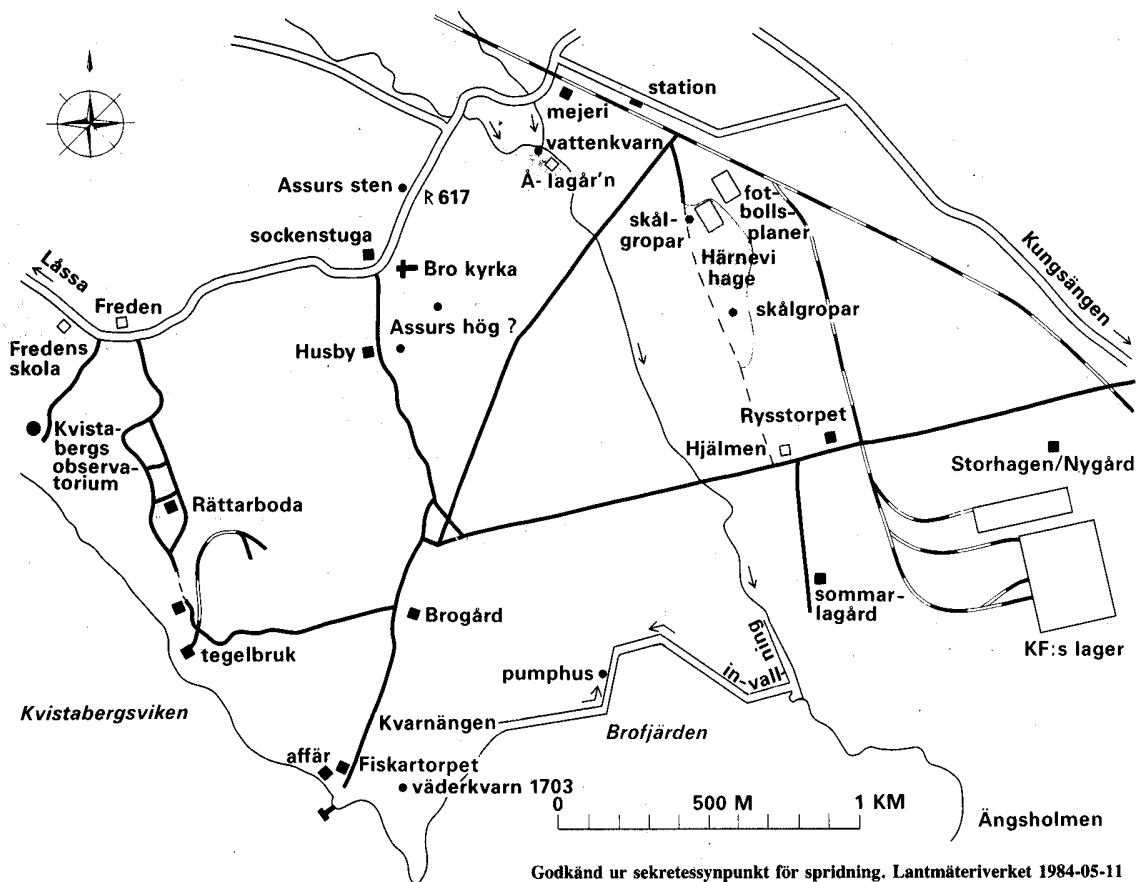 station
mejeri
vattenkvarn
Å-lagår'n
Assurs sten
ᚱ 617
sockenstuga
skål-
gropar
fot-
bolls-
planer
Härnevi
hage
Kungsängen
Låssa
Bro kyrka
Freden
Assurs hög ?
skålgropar
Fredens
skola
Husby
Kvista-
bergs
observa-
torium
Rysstorpet
Hjälmen
Storhagen/Nygård
Rättarboda
sommar-
lagård
Brogård
in-vall-
ning
KF:s lager
tegelbruk
pumphus
Kvistabergsviken
Kvarnängen
Brofjärden
affär
Fiskartorpet
väderkvarn 1703
0 500 M 1 KM
Ängsholmen
Godkänd ur sekretessynpunkt för spridning. Lantmäteriverket 1984-05-11